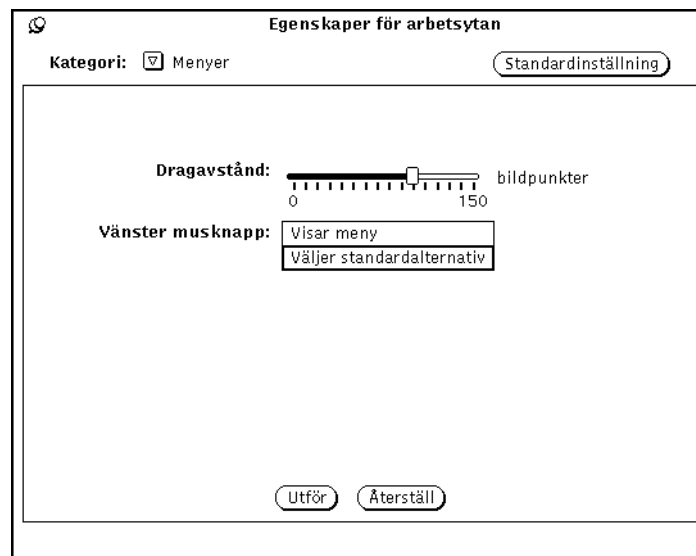 Egenskaper för arbetsytan
Kategori: Menyer Standardinställning
Dragavstånd: bildpunkter
0 150
Vänster musknapp: Visar meny
Väljer standardalternativ
Utför Återställ